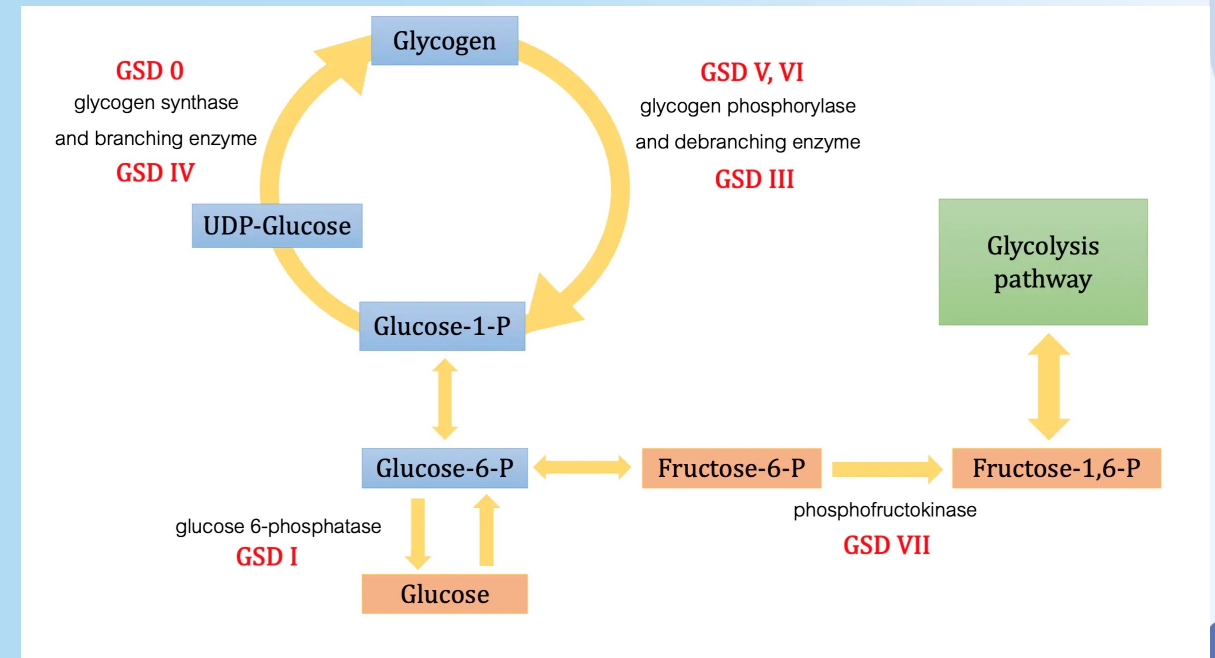 Glycogen
GSD 0
glycogen synthase
and branching enzyme
GSD IV
GSD V, VI
glycogen phosphorylase
and debranching enzyme
GSD III
UDP-Glucose
Glycolysis
pathway
Glucose-1-P
Glucose-6-P
Fructose-6-P
Fructose-1,6-P
phosphofructokinase
GSD VII
glucose 6-phosphatase
GSD I
Glucose